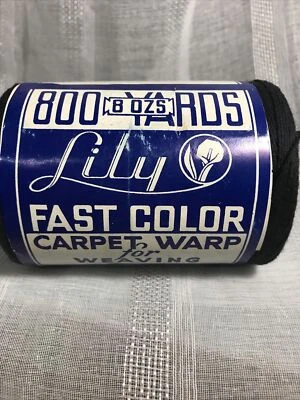 800 YARDS
8 OZS
Lily
FAST COLOR
CARPET WARP
for
WEAVING